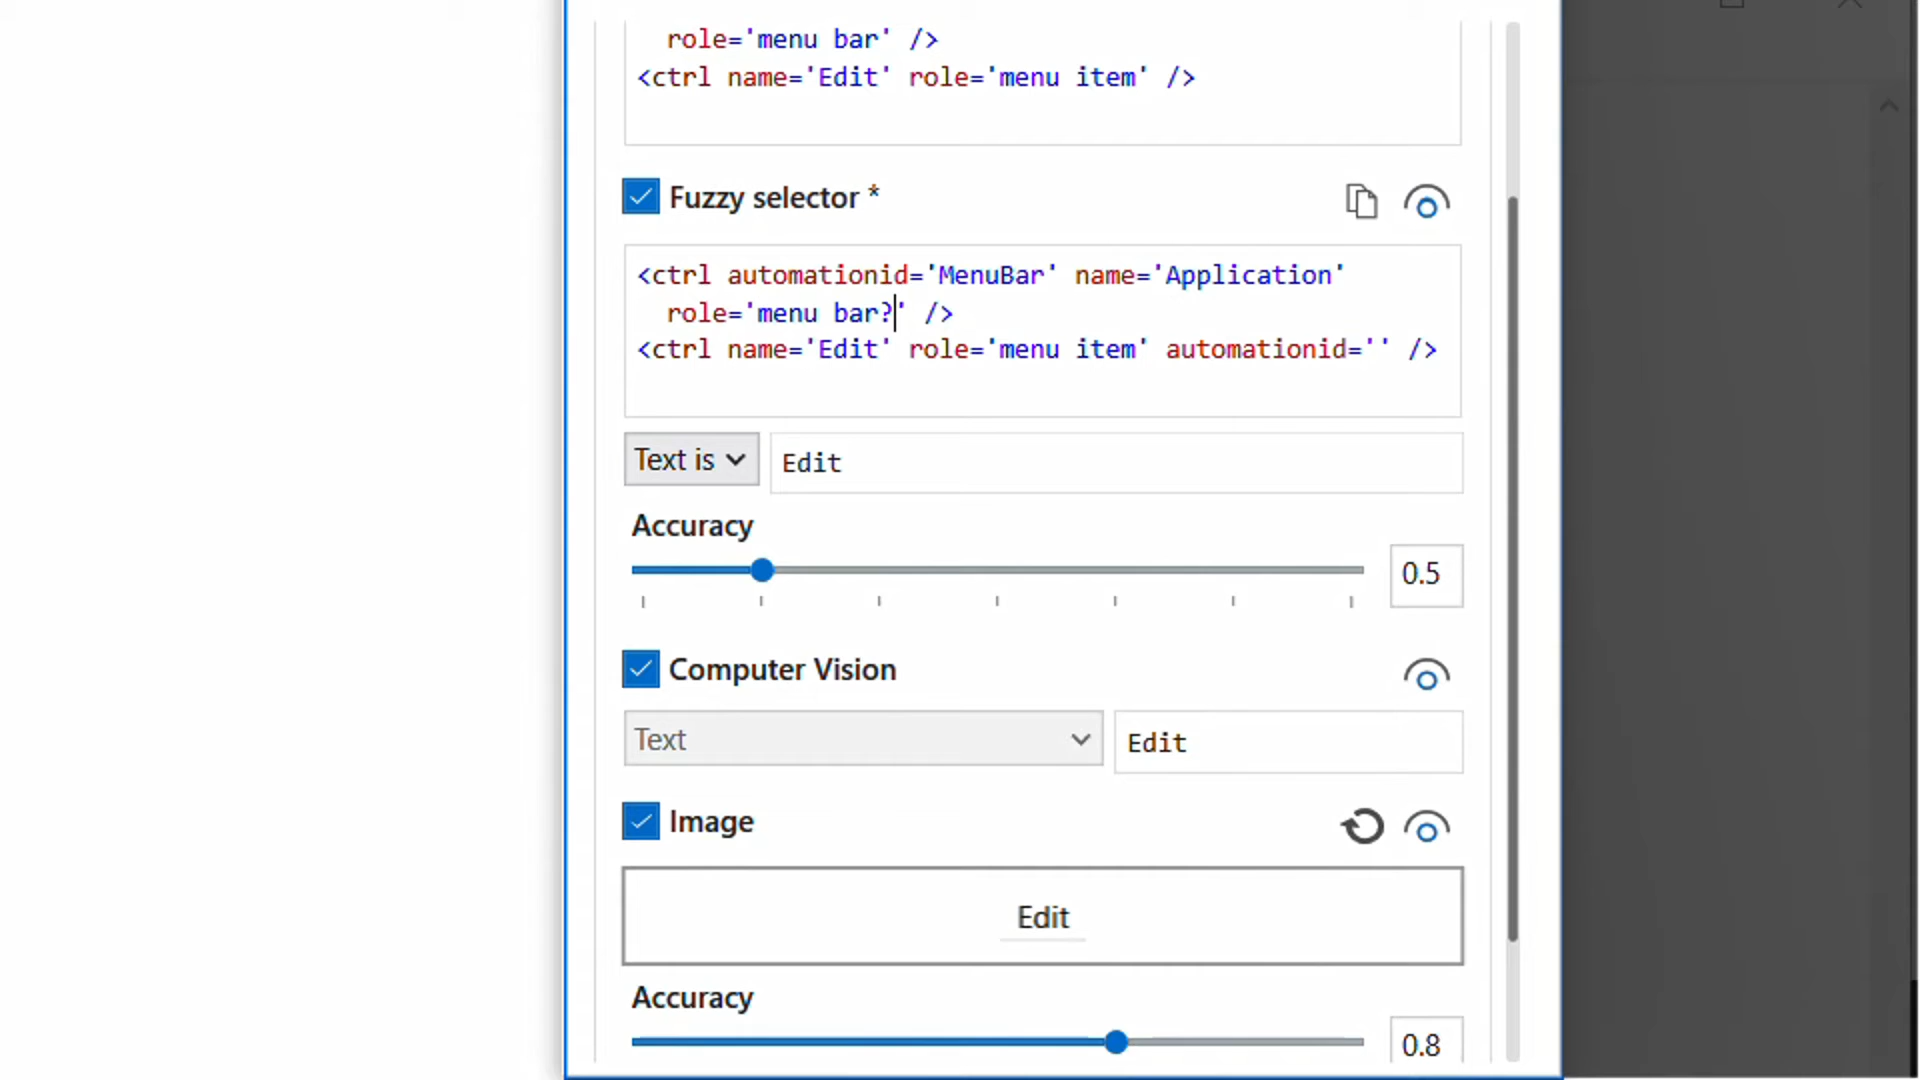 role='menu bar' />
<ctrl name='Edit' role='menu item' />
Fuzzy selector *
<ctrl automationid='MenuBar' name='Application'
role='menu bar?' />
<ctrl name='Edit' role='menu item' automationid='' />
Text is
Edit
Accuracy
0.5
Computer Vision
Text
Edit
Image
Edit
Accuracy
0.8